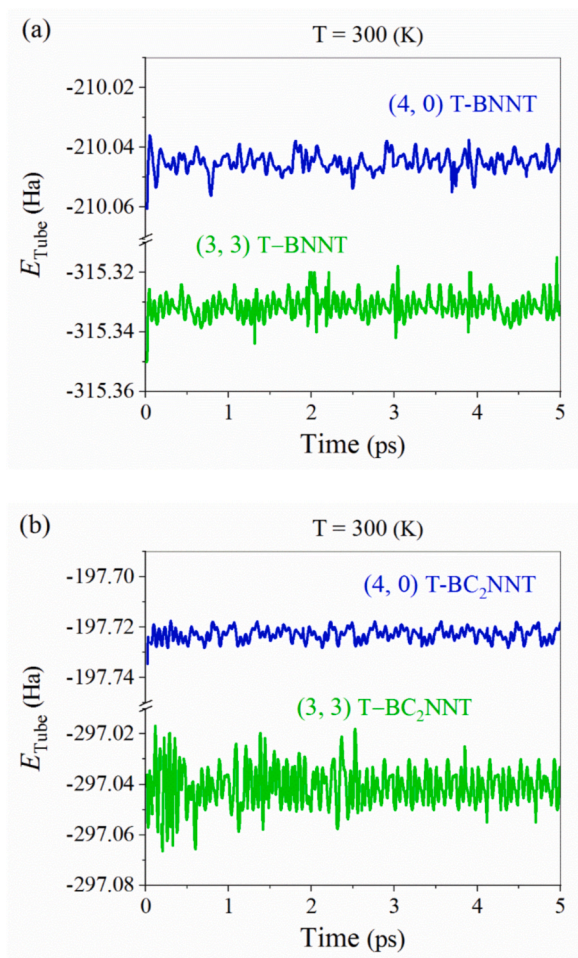 (a)
T = 300 (K)
-210.02
(4, 0) T-BNNT
-210.04
-210.06
E_Tube (Ha)
(3, 3) T−BNNT
-315.32
-315.34
-315.36
0 1 2 3 4 5
Time (ps)
(b)
T = 300 (K)
-197.70
(4, 0) T-BC₂NNT
-197.72
-197.74
E_Tube (Ha)
(3, 3) T−BC₂NNT
-297.02
-297.04
-297.06
-297.08
0 1 2 3 4 5
Time (ps)